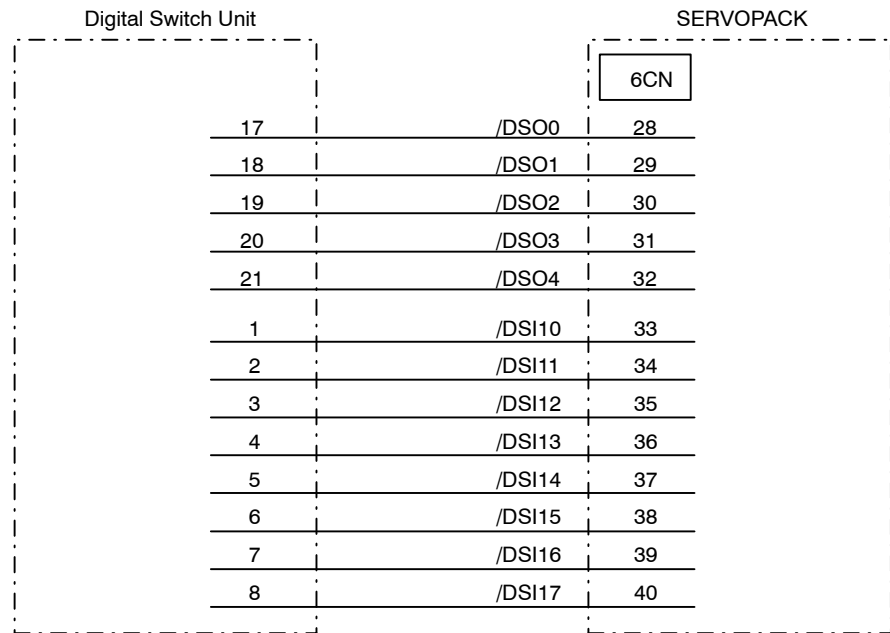 Digital Switch Unit SERVOPACK
6CN
17 /DSO0 28
18 /DSO1 29
19 /DSO2 30
20 /DSO3 31
21 /DSO4 32
1 /DSI10 33
2 /DSI11 34
3 /DSI12 35
4 /DSI13 36
5 /DSI14 37
6 /DSI15 38
7 /DSI16 39
8 /DSI17 40